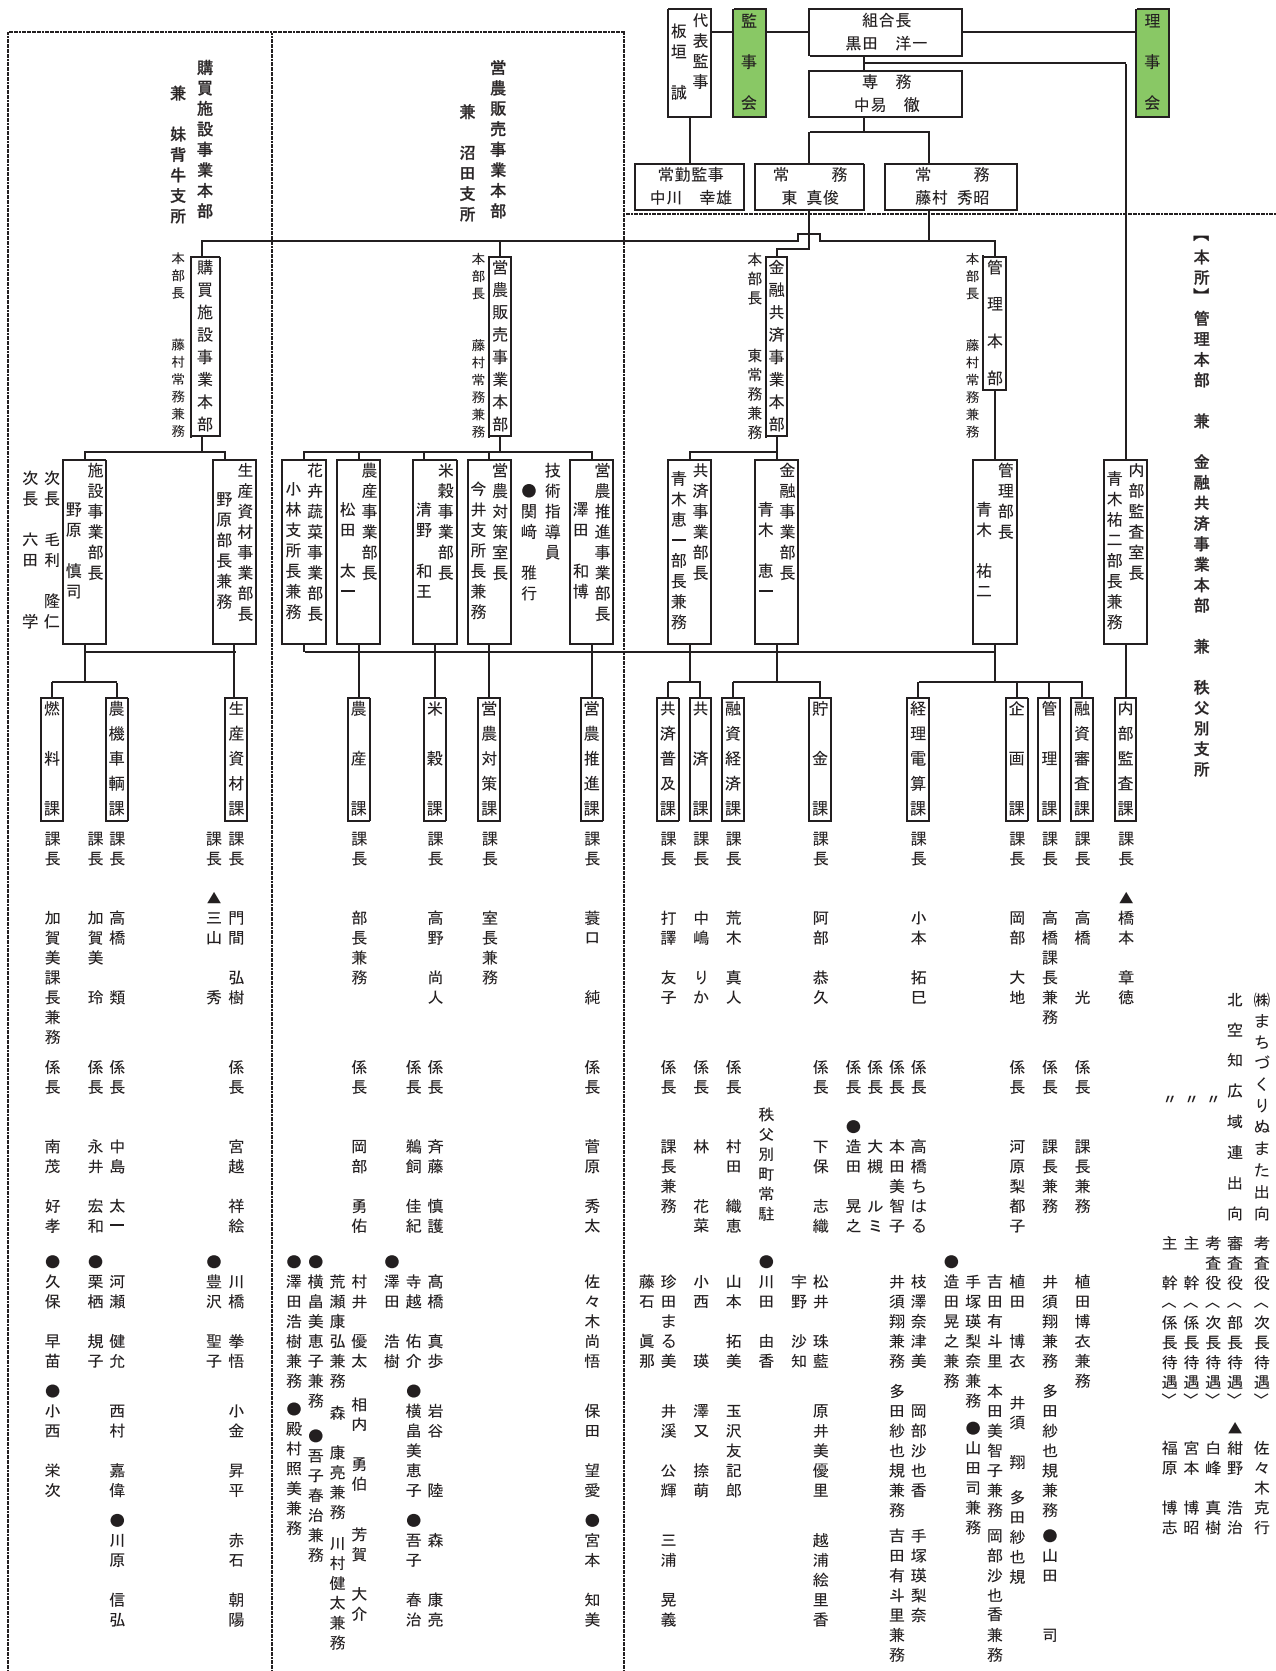 理事会
組合長
黒田　洋一
監事会
代表監事
板垣　誠
専　務
中易　徹
常　務
藤村 秀昭
常　務
東 真俊
常勤監事
中川　幸雄
【本所】管理本部　兼　金融共済事業本部　兼　秩父別支所
営農販売事業本部
兼　沼田支所
購買施設事業本部
兼　妹背牛支所
管理本部
本部長　藤村常務兼務
金融共済事業本部
本部長　東常務兼務
営農販売事業本部
本部長　藤村常務兼務
購買施設事業本部
本部長　藤村常務兼務
内部監査室長
青木祐二部長兼務
管理部長
青木　祐二
金融事業部長
青木　恵一
共済事業部長
青木恵一部長兼務
営農推進事業部長
澤田　和博
技術指導員
●関﨑　雅行
営農対策室長
今井支所長兼務
米穀事業部長
清野　和王
農産事業部長
松田　太一
花卉蔬菜事業部長
小林支所長兼務
生産資材事業部長
野原部長兼務
施設事業部長
野原　慎司
次長　毛利　隆仁
次長　六田　学
内部監査課
課長　▲橋本　章徳
融資審査課
課長　高橋　光
係長　課長兼務
植田博衣兼務
管理課
課長　高橋課長兼務
係長　課長兼務
井須翔兼務　多田紗也規兼務　●山田　司
企画課
課長　岡部　大地
係長　河原梨都子
植田　博衣　井須　翔　多田紗也規
吉田有斗里　本田美智子兼務　岡部沙也香兼務
手塚瑛梨奈兼務　●山田司兼務
●造田晃之兼務
経理電算課
課長　小本　拓巳
係長　高橋ちはる
係長　本田美智子
係長　大槻　ルミ
係長　●造田　晃之
枝澤奈津美　岡部沙也香　手塚瑛梨奈
井須翔兼務　多田紗也規兼務　吉田有斗里兼務
貯金課
課長　阿部　恭久
係長　下保　志織
松井　珠藍　原井美優里　越浦絵里香
宇野　沙知
秩父別町常駐
●川田　由香
融資経済課
課長　荒木　真人
係長　村田　織恵
山本　拓美　玉沢友記郎
共済課
課長　中嶋　りか
係長　林　花菜
小西　瑛　澤又　捺萌
共済普及課
課長　打譯　友子
係長　課長兼務
珍田まる美　井溪　公輝　三浦　晃義
藤石　眞那
営農推進課
課長　蓑口　純
係長　菅原　秀太
佐々木尚悟　保田　望愛　●宮本　知美
営農対策課
課長　室長兼務
米穀課
課長　高野　尚人
係長　斉藤　慎護
係長　鵜飼　佳紀
髙橋　真歩　岩谷　陸　森　康亮
寺越　佑介　●横畠美恵子　●吾子　春治
●澤田　浩樹
農産課
課長　部長兼務
係長　岡部　勇佑
村井　優太　相内　勇伯　芳賀　大介
荒瀬康弘兼務　森　康亮兼務　川村健太兼務
●横畠美恵子兼務　●吾子春治兼務
●澤田浩樹兼務　●殿村照美兼務
生産資材課
課長　門間　弘樹
課長　▲三山　秀
係長　宮越　祥絵
川橋　拳悟　小金　昇平　赤石　朝陽
●豊沢　聖子
農機車輌課
課長　高橋　類
課長　加賀美　玲
係長　中島　太一
係長　永井　宏和
河瀬　健允　西村　嘉偉　●川原　信弘
●栗栖　規子
燃料課
課長　加賀美課長兼務
係長　南茂　好孝
●久保　早苗　●小西　栄次
㈱まちづくりぬまた出向　考査役〈次長待遇〉　佐々木克行
北空知広域連出向　審査役〈部長待遇〉　▲紺野　浩治
〃　考査役〈次長待遇〉　白峰　真樹
〃　主幹〈係長待遇〉　宮本　博昭
〃　主幹〈係長待遇〉　福原　博志